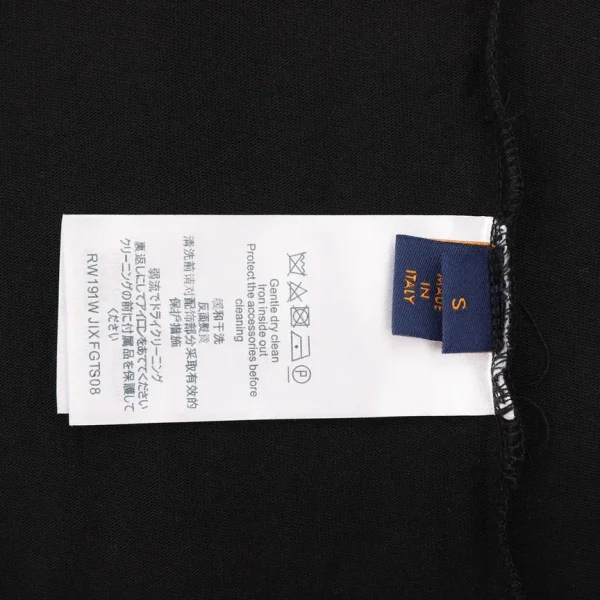 MADE
IN
ITALY
S
Gentle dry clean
Iron inside out
Protect the accessories before
cleaning
缓和干洗
反面熨烫
清洗前请对配饰部分采取有效的
保护措施
弱流でドライクリーニング
裏返しにしてアイロンをあててください
クリーニングの前に付属品を保護して
ください
RW191W JIXFGTS08